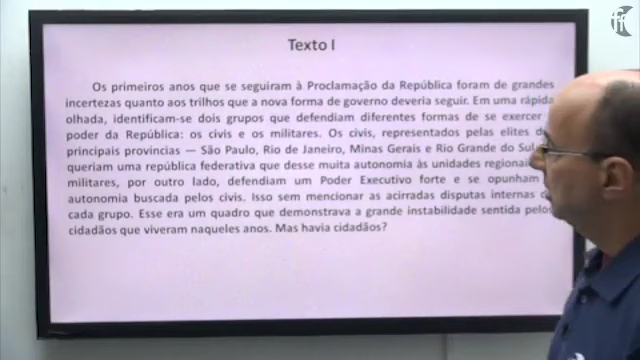 Texto I
Os primeiros anos que se seguiram à Proclamação da República foram de grandes
incertezas quanto aos trilhos que a nova forma de governo deveria seguir. Em uma rápida
olhada, identificam-se dois grupos que defendiam diferentes formas de se exercer
poder da República: os civis e os militares. Os civis, representados pelas elites
principais provincias — São Paulo, Rio de Janeiro, Minas Gerais e Rio Grande do Sul
queriam uma república federativa que desse muita autonomia às unidades
militares, por outro lado, defendiam um Poder Executivo forte e se opunham
autonomia buscada pelos civis. Isso sem mencionar as acirradas disputas internas
cada grupo. Esse era um quadro que demonstrava a grande instabilidade sentida pelos
cidadãos que viveram naqueles anos. Mas havia cidadãos?